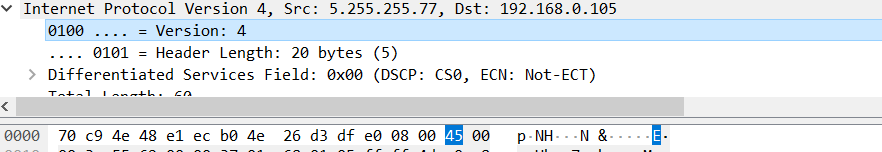 Internet Protocol Version 4, Src: 5.255.255.77, Dst: 192.168.0.105
0100 .... = Version: 4
.... 0101 = Header Length: 20 bytes (5)
Differentiated Services Field: 0x00 (DSCP: CS0, ECN: Not-ECT)
Total Length: 60
0000 70 c9 4e 48 e1 ec b0 4e 26 d3 df e0 08 00 45 00 p·NH···N &·····E·